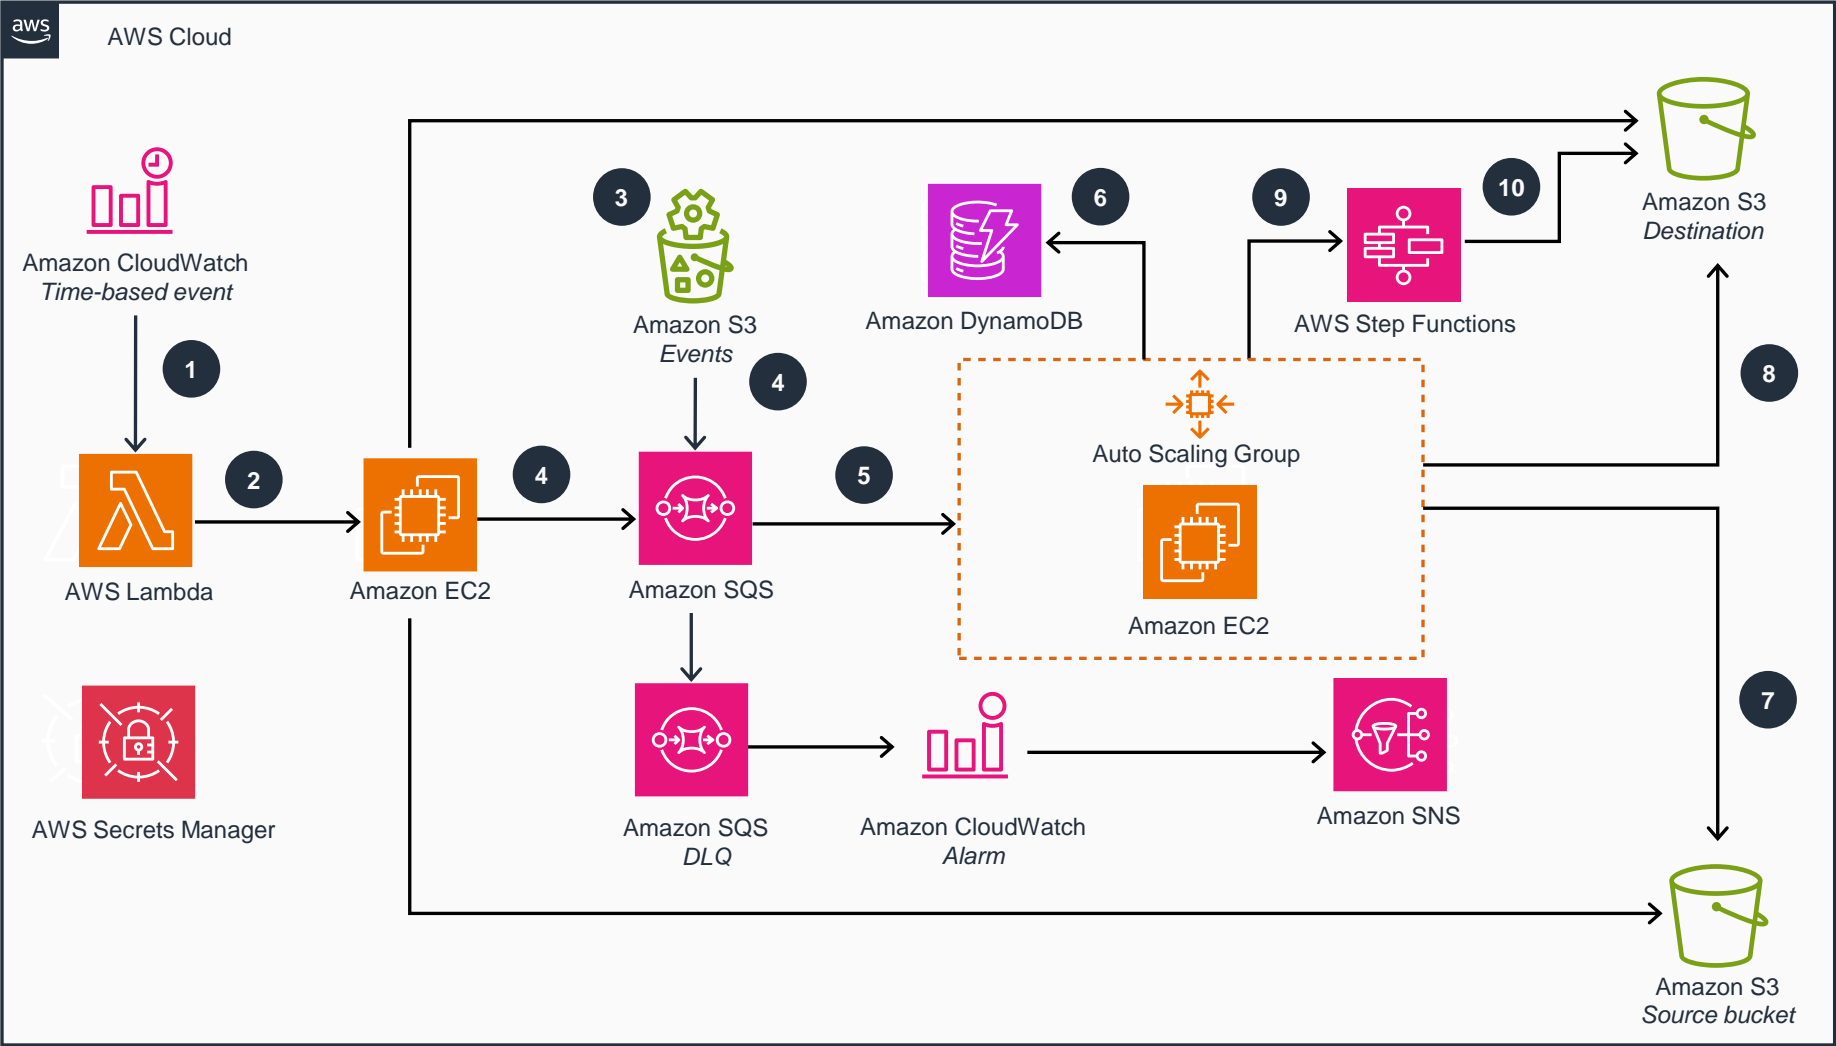 aws
AWS Cloud
Amazon CloudWatch
Time-based event
1
AWS Lambda
2
Amazon EC2
3
Amazon S3
Events
4
4
Amazon SQS
5
Amazon DynamoDB
6
9
AWS Step Functions
10
Amazon S3
Destination
Auto Scaling Group
Amazon EC2
8
7
AWS Secrets Manager
Amazon SQS
DLQ
Amazon CloudWatch
Alarm
Amazon SNS
Amazon S3
Source bucket